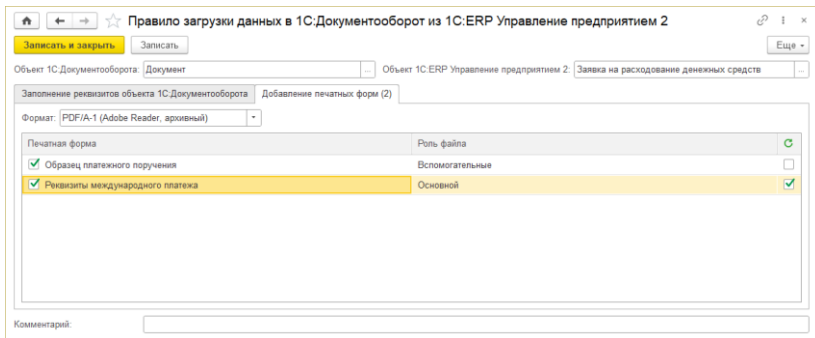 Правило загрузки данных в 1С:Документооборот из 1С:ERP Управление предприятием 2
Записать и закрыть Записать Еще
Объект 1С:Документооборота: Документ ... Объект 1С:ERP Управление предприятием 2: Заявка на расходование денежных средств ...
Заполнение реквизитов объекта 1С:Документооборота Добавление печатных форм (2)
Формат: PDF/A-1 (Adobe Reader, архивный)
Печатная форма Роль файла
Образец платежного поручения Вспомогательные
Реквизиты международного платежа Основной
Комментарий: